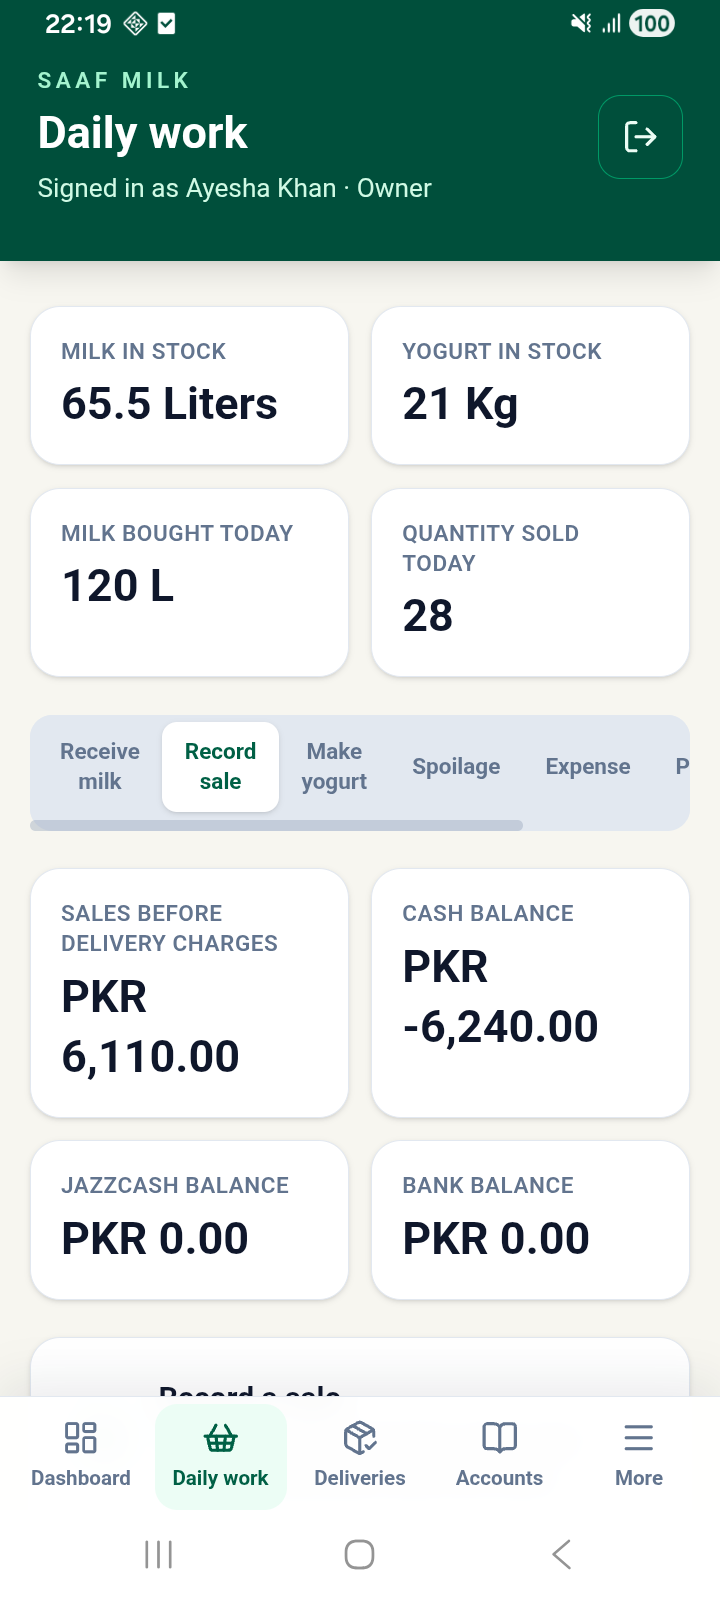 22:19
100
SAAF MILK
Daily work
Signed in as Ayesha Khan · Owner
MILK IN STOCK
65.5 Liters
YOGURT IN STOCK
21 Kg
MILK BOUGHT TODAY
120 L
QUANTITY SOLD
TODAY
28
Receive
milk
Record
sale
Make
yogurt
Spoilage
Expense
P
SALES BEFORE
DELIVERY CHARGES
PKR
6,110.00
CASH BALANCE
PKR
-6,240.00
JAZZCASH BALANCE
PKR 0.00
BANK BALANCE
PKR 0.00
Record a sale
Dashboard
Daily work
Deliveries
Accounts
More